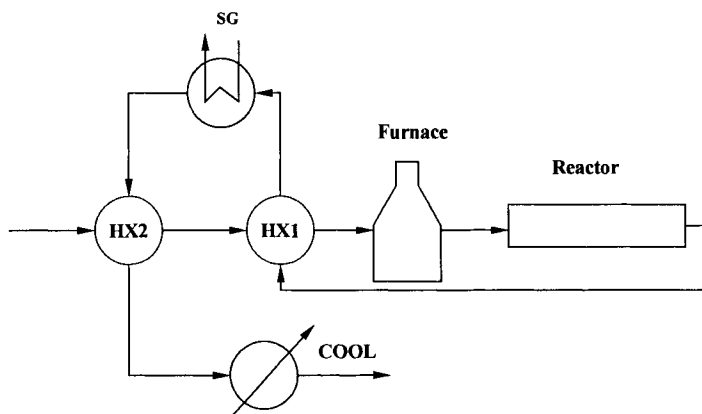 SG
Furnace
Reactor
HX2
HX1
COOL